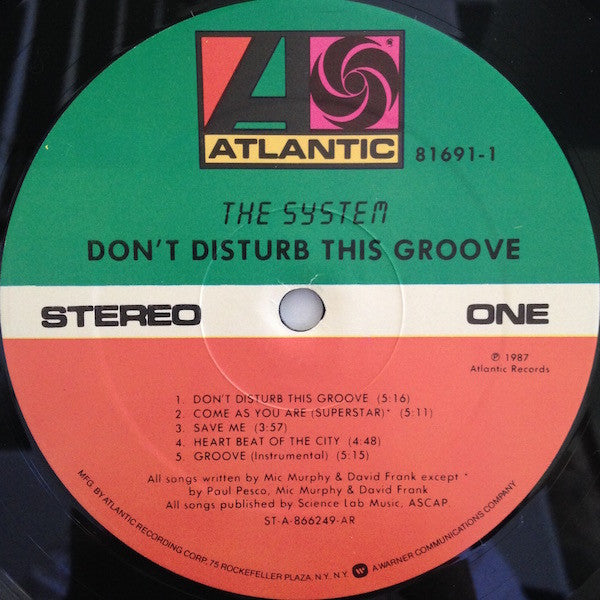 ATLANTIC
81691-1
THE SYSTEM
DON'T DISTURB THIS GROOVE
STEREO
ONE
℗ 1987
Atlantic Records
1. DON'T DISTURB THIS GROOVE (5:16)
2. COME AS YOU ARE (SUPERSTAR)* (5:11)
3. SAVE ME (3:57)
4. HEART BEAT OF THE CITY (4:48)
5. GROOVE (Instrumental) (5:15)
All songs written by Mic Murphy & David Frank except *
by Paul Pesco, Mic Murphy & David Frank
All songs published by Science Lab Music, ASCAP.
ST-A-866249-AR
MFG. BY ATLANTIC RECORDING CORP., 75 ROCKEFELLER PLAZA, N.Y., N.Y. A WARNER COMMUNICATIONS COMPANY